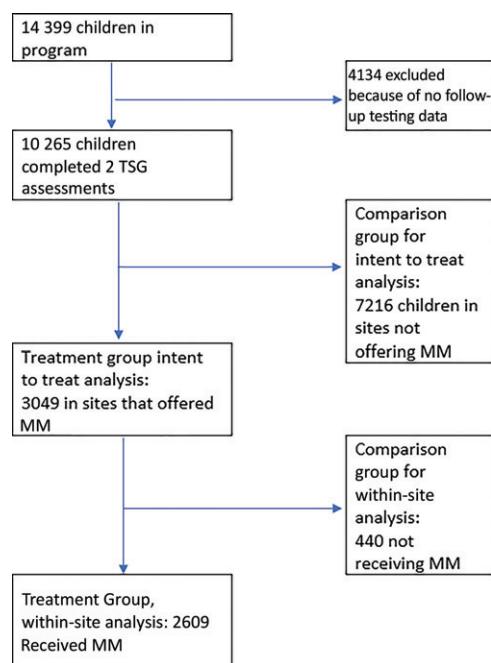 14 399 children in
program
4134 excluded
because of no follow-
up testing data
10 265 children
completed 2 TSG
assessments
Comparison
group for
intent to treat
analysis:
7216 children in
sites not
offering MM
Treatment group intent
to treat analysis:
3049 in sites that offered
MM
Comparison
group for
within-site
analysis:
440 not
receiving MM
Treatment Group,
within-site analysis: 2609
Received MM